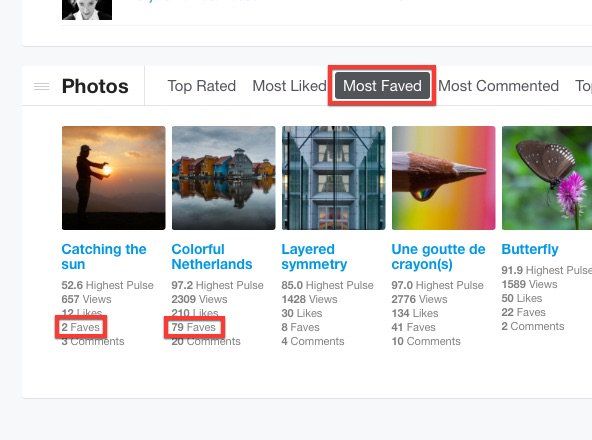 Photos Top Rated Most Liked Most Faved Most Commented
Catching the
sun
52.6 Highest Pulse
657 Views
12 Likes
2 Faves
3 Comments
Colorful
Netherlands
97.2 Highest Pulse
2309 Views
210 Likes
79 Faves
20 Comments
Layered
symmetry
85.0 Highest Pulse
1428 Views
30 Likes
8 Faves
4 Comments
Une goutte de
crayon(s)
97.0 Highest Pulse
2776 Views
134 Likes
41 Faves
10 Comments
Butterfly
91.9 Highest Pulse
1589 Views
50 Likes
22 Faves
2 Comments